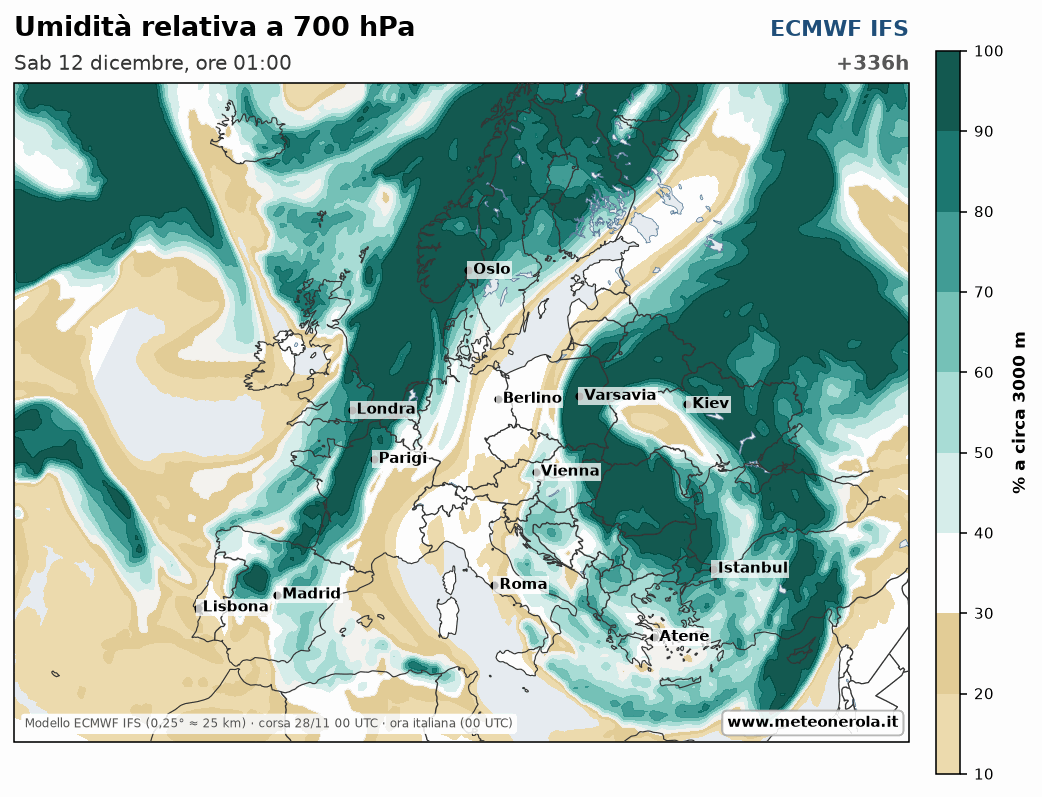 Umidità relativa a 700 hPa
ECMWF IFS
Sab 12 dicembre, ore 01:00
+336h
100
90
80
70
60
50
40
30
20
10
% a circa 3000 m
Oslo
Berlino
Varsavia
Kiev
Londra
Parigi
Vienna
Istanbul
Roma
Madrid
Lisbona
Atene
Modello ECMWF IFS (0,25° ≈ 25 km) · corsa 28/11 00 UTC · ora italiana (00 UTC)
www.meteonerola.it